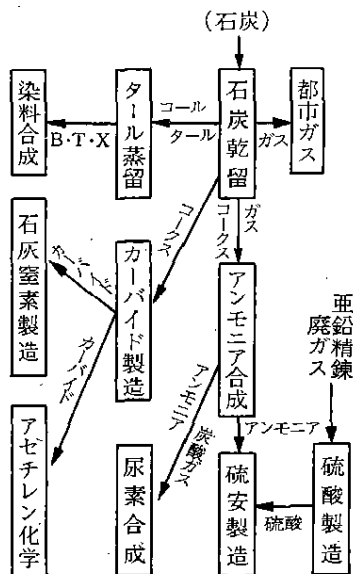 (石炭)
染料合成
B・T・X
タール蒸留
コール
タール
石炭乾留
ガス
都市ガス
石灰窒素製造
カーバイド
カーバイド製造
コークス
コークス
ガス
アンモニア合成
亜鉛精錬
廃ガス
カーバイド
アンモニア
炭酸ガス
アンモニア
アゼチレン化学
尿素合成
硫安製造
硫酸
硫酸製造